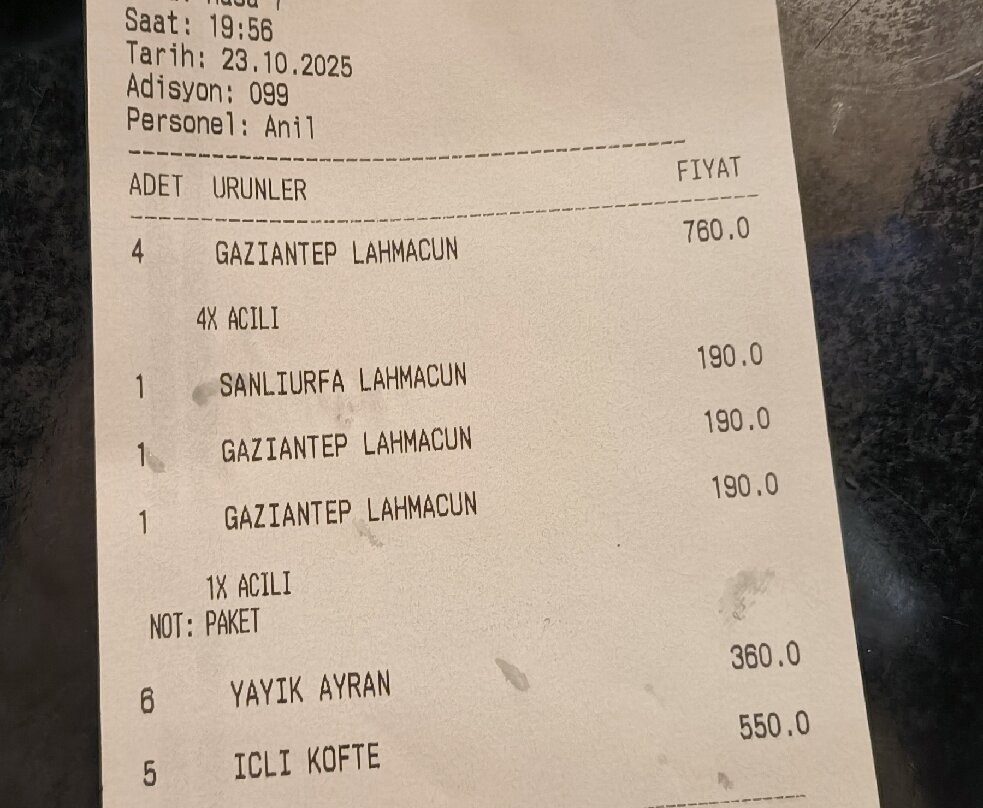 Saat: 19:56
Tarih: 23.10.2025
Adisyon: 099
Personel: Anil
ADET URUNLER FIYAT
4 GAZIANTEP LAHMACUN 760.0
4X ACILI
1 SANLIURFA LAHMACUN 190.0
1 GAZIANTEP LAHMACUN 190.0
1 GAZIANTEP LAHMACUN 190.0
1X ACILI
NOT: PAKET
6 YAYIK AYRAN 360.0
5 ICLI KOFTE 550.0